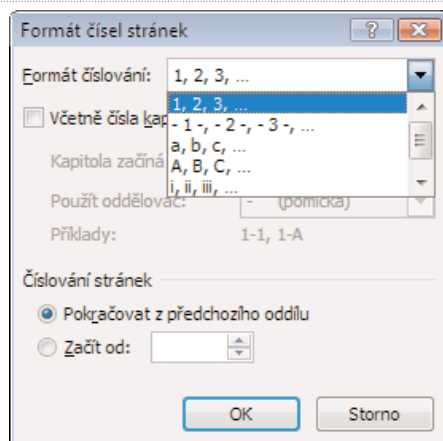 Formát čísel stránek
Formát číslování: 1, 2, 3, ...
1, 2, 3, ...
Včetně čísla kap
- 1 -, - 2 -, - 3 -, ...
a, b, c, ...
Kapitola začíná
A, B, C, ...
i, ii, iii, ...
Použít oddělovač: - (pomlčka)
Příklady: 1-1, 1-A
Číslování stránek
Pokračovat z předchozího oddílu
Začít od:
OK Storno